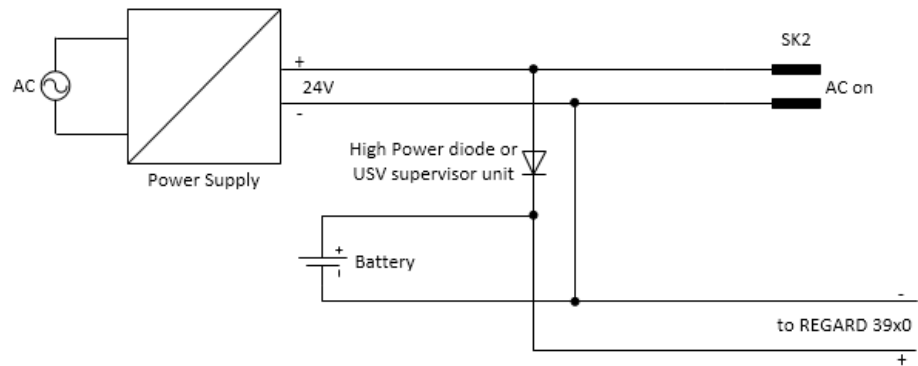 SK2
+
AC
24V
AC on
-
High Power diode or
USV supervisor unit
Power Supply
+
Battery
-
to REGARD 39x0
+